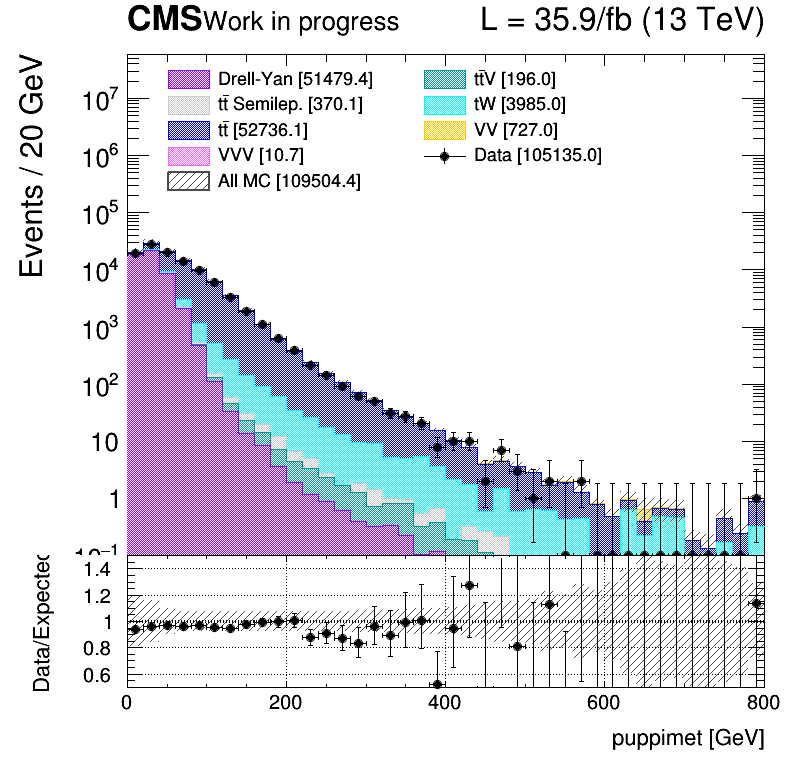 CMS Work in progress L = 35.9/fb (13 TeV)
Events / 20 GeV
Drell-Yan [51479.4]
tt̄ Semilep. [370.1]
tt̄ [52736.1]
VVV [10.7]
All MC [109504.4]
tt̄V [196.0]
tW [3985.0]
VV [727.0]
Data [105135.0]
10⁷
10⁶
10⁵
10⁴
10³
10²
10
1
10⁻¹
Data/Expected
1.4
1.2
1
0.8
0.6
0 200 400 600 800
puppimet [GeV]